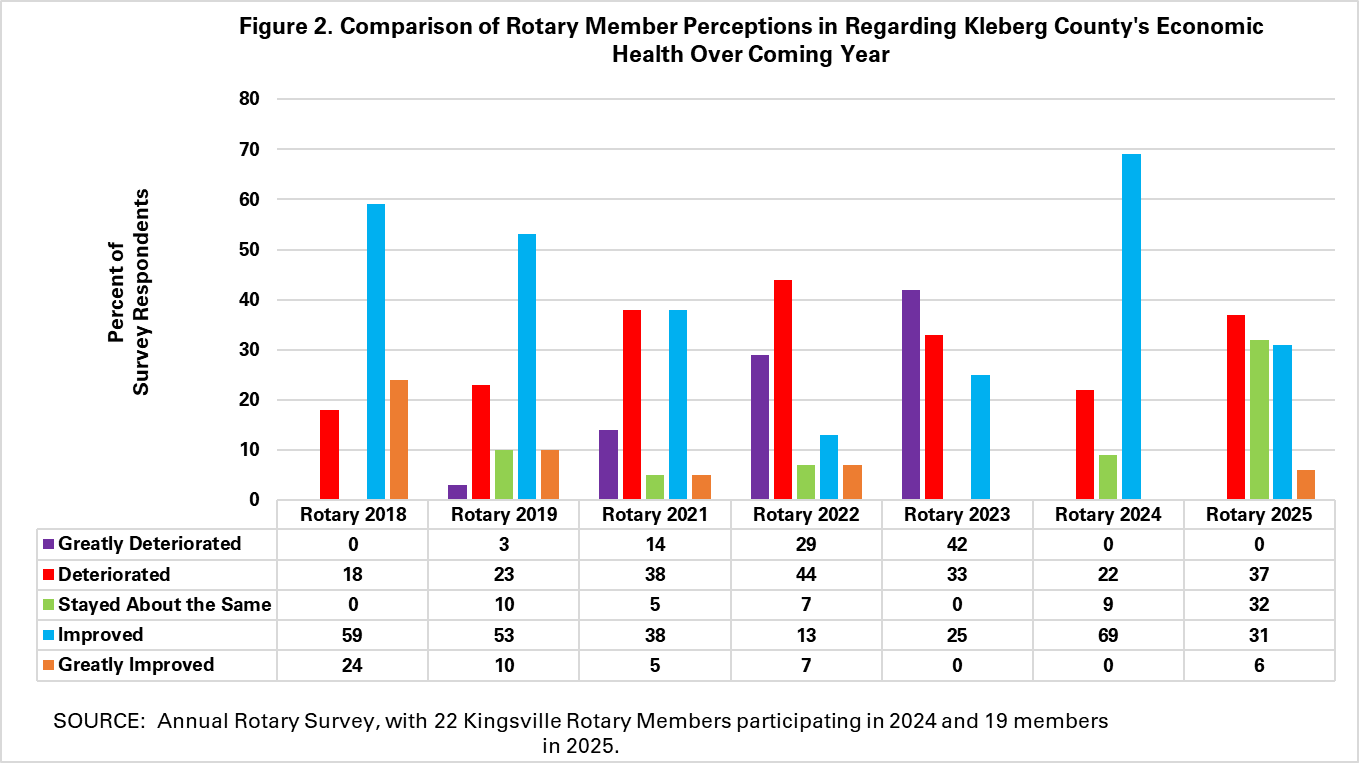 Figure 2. Comparison of Rotary Member Perceptions in Regarding Kleberg County's Economic
Health Over Coming Year
80
70
60
50
40
30
20
10
0
Percent of
Survey Respondents
Rotary 2018 Rotary 2019 Rotary 2021 Rotary 2022 Rotary 2023 Rotary 2024 Rotary 2025
Greatly Deteriorated 0 3 14 29 42 0 0
Deteriorated 18 23 38 44 33 22 37
Stayed About the Same 0 10 5 7 0 9 32
Improved 59 53 38 13 25 69 31
Greatly Improved 24 10 5 7 0 0 6
SOURCE: Annual Rotary Survey, with 22 Kingsville Rotary Members participating in 2024 and 19 members
in 2025.